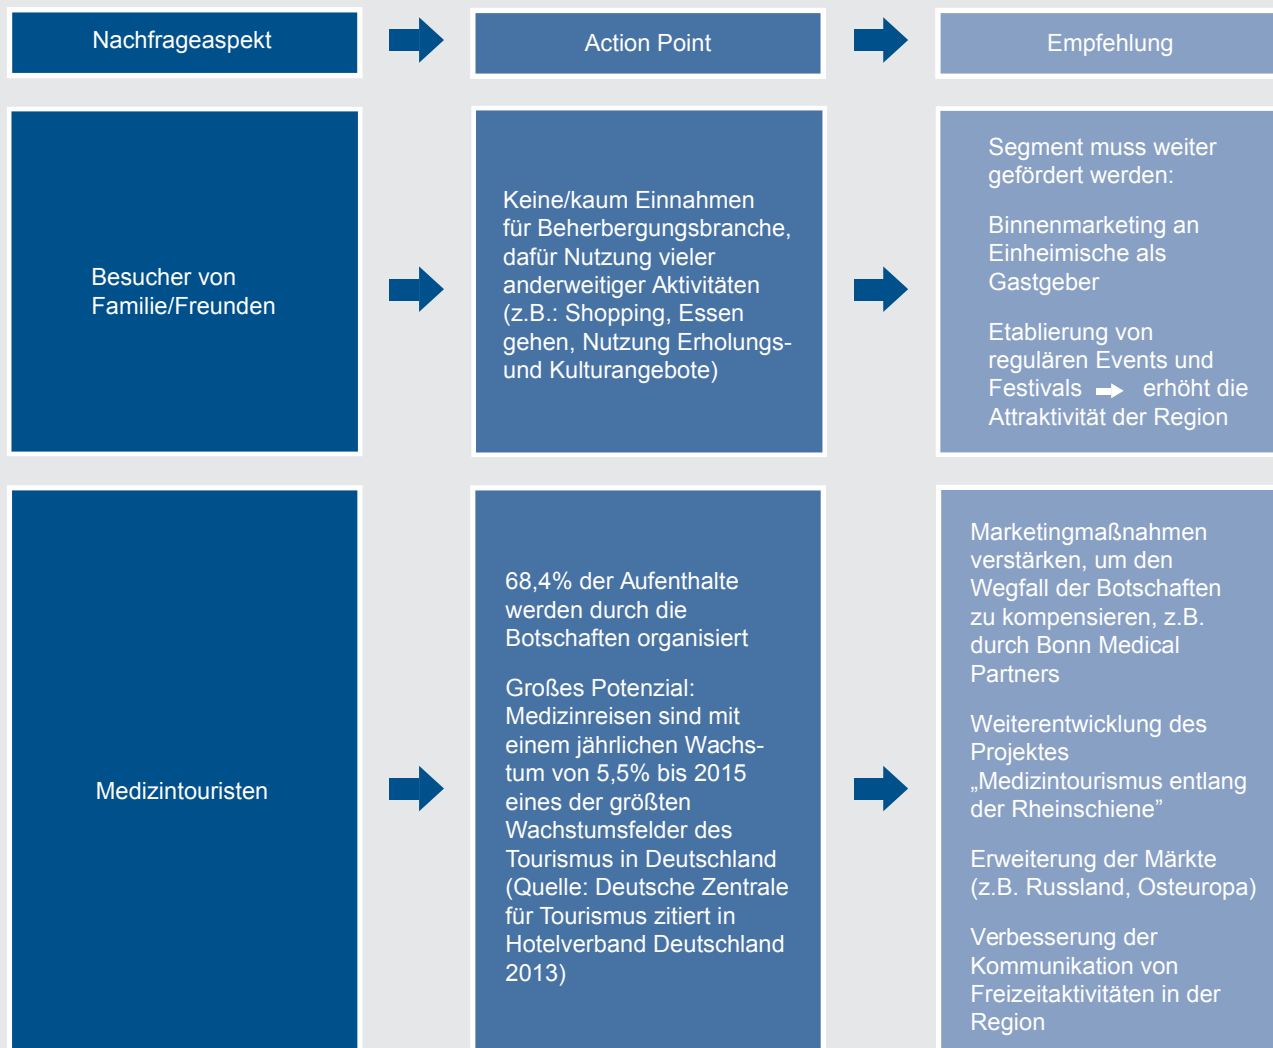 Nachfrageaspekt
Action Point
Empfehlung
Besucher von
Familie/Freunden
Keine/kaum Einnahmen
für Beherbergungsbranche,
dafür Nutzung vieler
anderweitiger Aktivitäten
(z.B.: Shopping, Essen
gehen, Nutzung Erholungs-
und Kulturangebote)
Segment muss weiter
gefördert werden:
Binnenmarketing an
Einheimische als
Gastgeber
Etablierung von
regulären Events und
Festivals ➡ erhöht die
Attraktivität der Region
Medizintouristen
68,4% der Aufenthalte
werden durch die
Botschaften organisiert
Großes Potenzial:
Medizinreisen sind mit
einem jährlichen Wachs-
tum von 5,5% bis 2015
eines der größten
Wachstumsfelder des
Tourismus in Deutschland
(Quelle: Deutsche Zentrale
für Tourismus zitiert in
Hotelverband Deutschland
2013)
Marketingmaßnahmen
verstärken, um den
Wegfall der Botschaften
zu kompensieren, z.B.
durch Bonn Medical
Partners
Weiterentwicklung des
Projektes
„Medizintourismus entlang
der Rheinschiene”
Erweiterung der Märkte
(z.B. Russland, Osteuropa)
Verbesserung der
Kommunikation von
Freizeitaktivitäten in der
Region